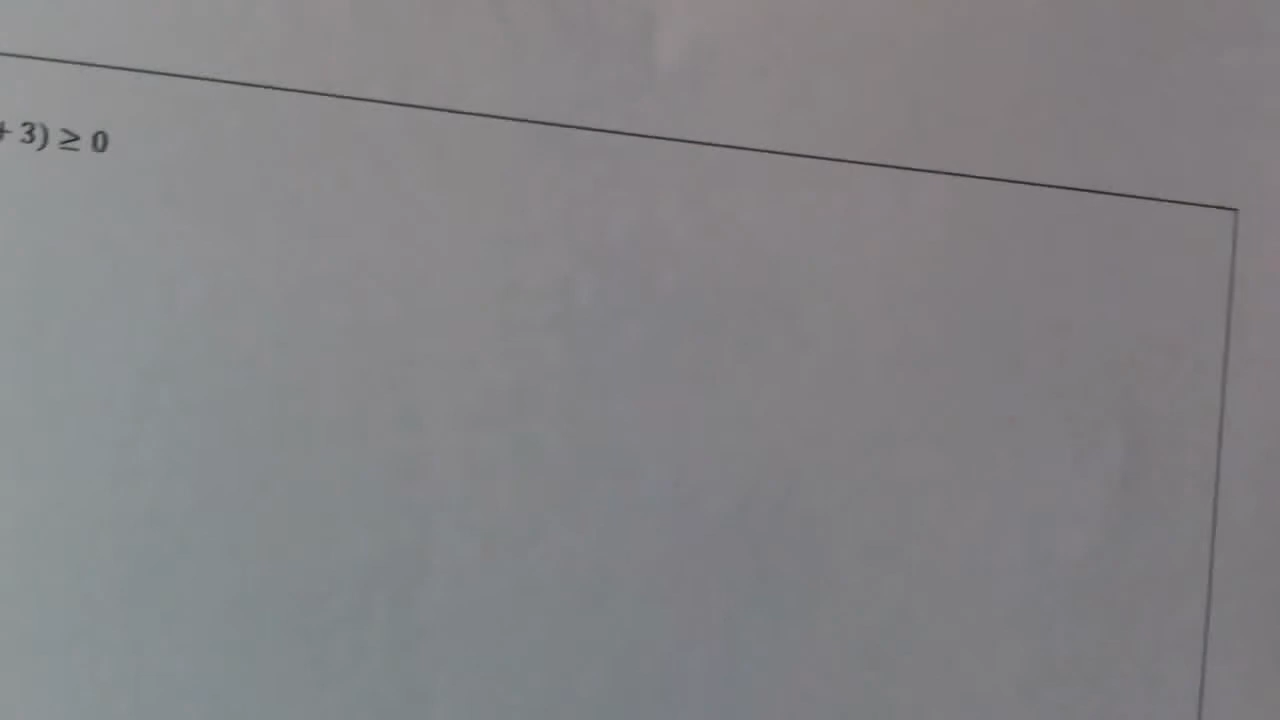 + 3) ≥ 0